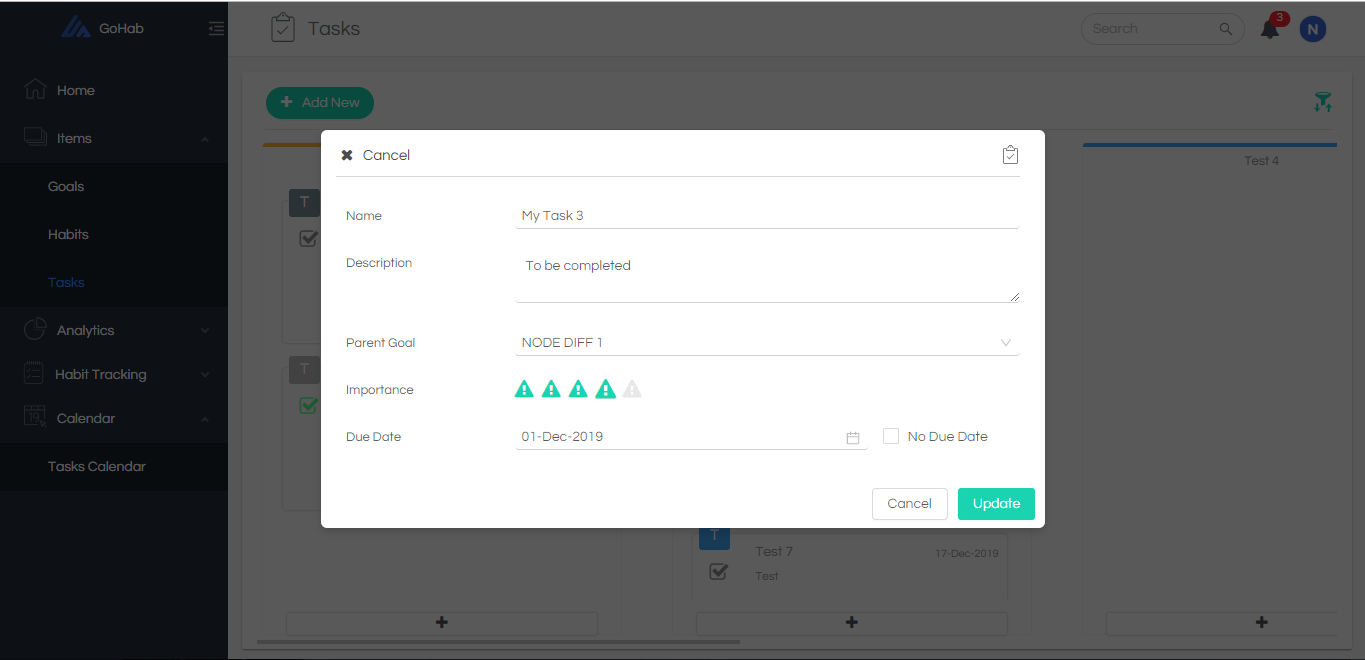 GoHab
Tasks
Search
3
N
Home
Items
Goals
Habits
Tasks
Analytics
Habit Tracking
19
Calendar
Tasks Calendar
Add New
Test 4
T
T
Cancel
Name
My Task 3
Description
To be completed
Parent Goal
NODE DIFF 1
Importance
Due Date
01-Dec-2019
No Due Date
Cancel
Update
T
Test 7
17-Dec-2019
Test